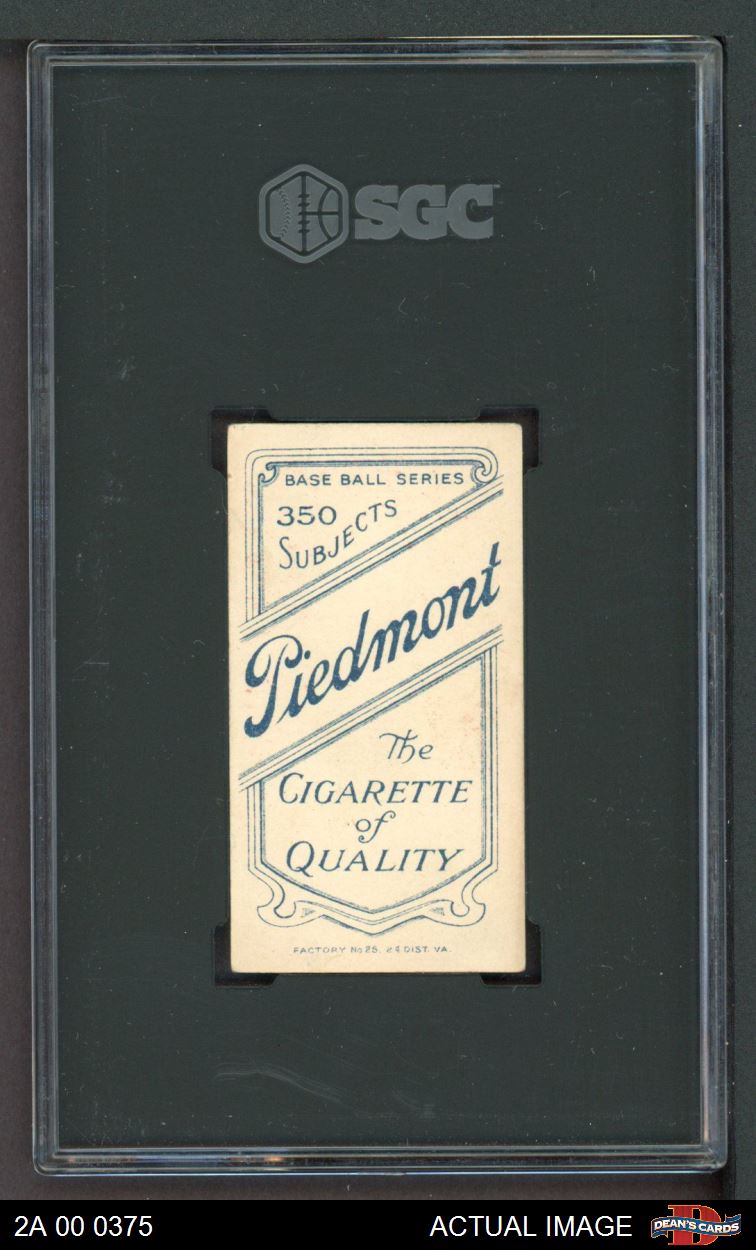 SGC
BASE BALL SERIES
350
SUBJECTS
Piedmont
The
CIGARETTE
of
QUALITY
FACTORY No 25, 2d DIST. VA.
2A 00 0375
ACTUAL IMAGE
DEAN'S CARDS